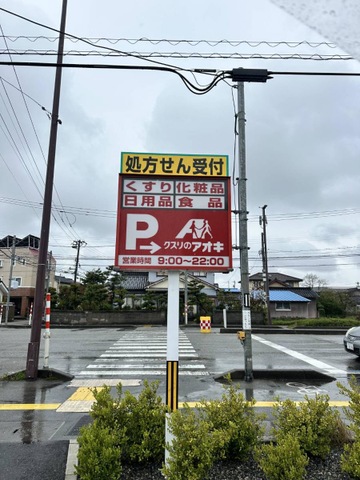 処方せん受付
くすり 化粧品
日用品 食品
P クスリのアオキ
営業時間 9:00~22:00